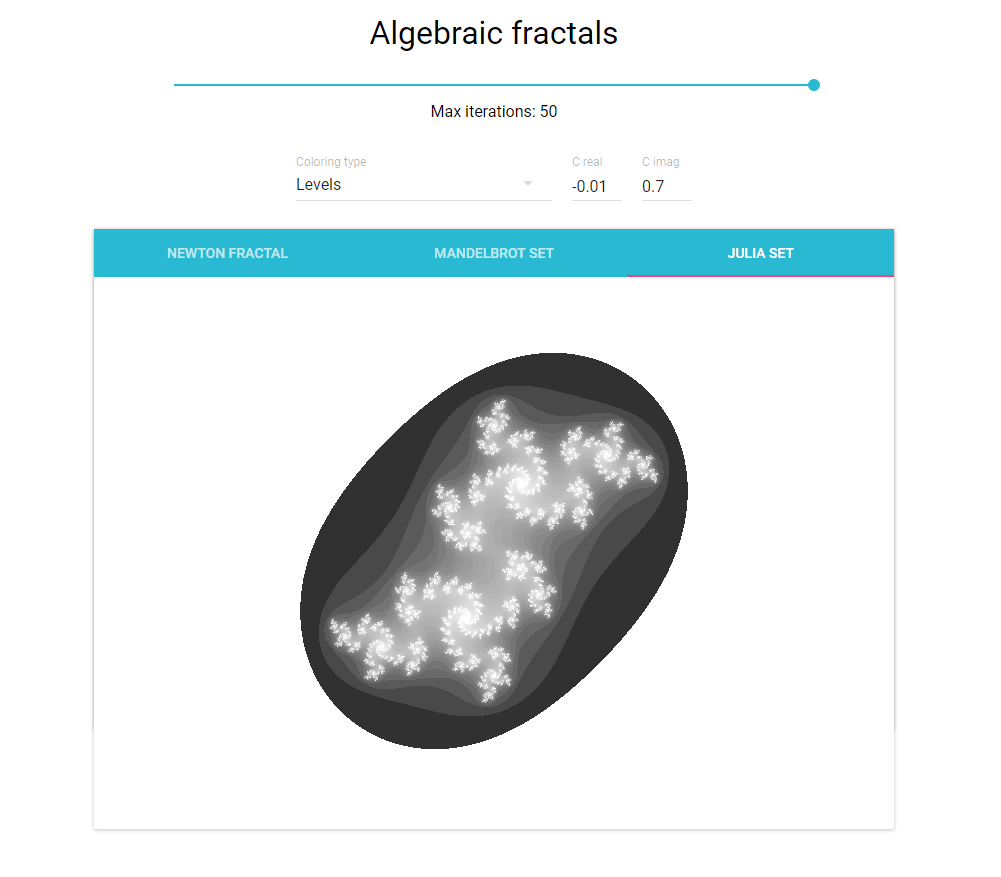 Algebraic fractals
Max iterations: 50
Coloring type
C real
C imag
Levels
-0.01
0.7
NEWTON FRACTAL
MANDELBROT SET
JULIA SET